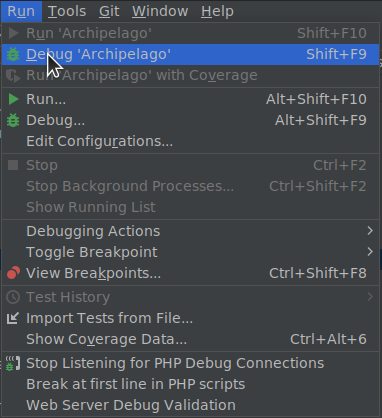 Run Tools Git Window Help
Run 'Archipelago' Shift+F10
Debug 'Archipelago' Shift+F9
Run 'Archipelago' with Coverage
Run... Alt+Shift+F10
Debug... Alt+Shift+F9
Edit Configurations...
Stop Ctrl+F2
Stop Background Processes... Ctrl+Shift+F2
Show Running List
Debugging Actions
Toggle Breakpoint
View Breakpoints... Ctrl+Shift+F8
Test History
Import Tests from File...
Show Coverage Data... Ctrl+Alt+6
Stop Listening for PHP Debug Connections
Break at first line in PHP scripts
Web Server Debug Validation